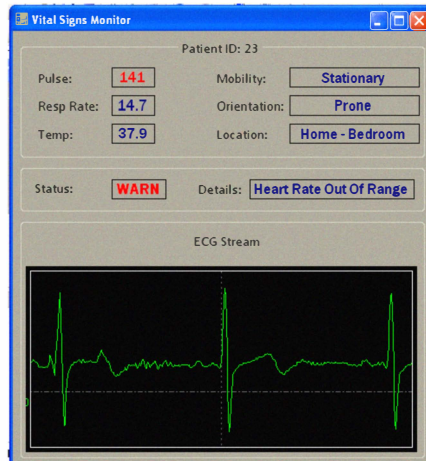 Vital Signs Monitor
Patient ID: 23
Pulse: 141 Mobility: Stationary
Resp Rate: 14.7 Orientation: Prone
Temp: 37.9 Location: Home - Bedroom
Status: WARN Details: Heart Rate Out Of Range
ECG Stream